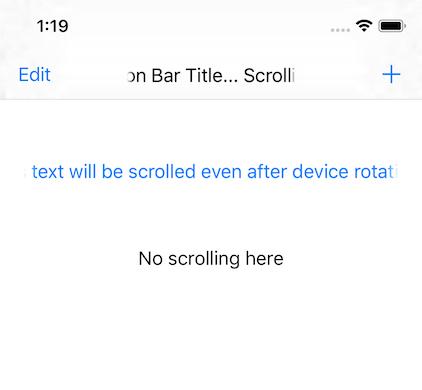 1:19
Edit on Bar Title... Scrolli +
text will be scrolled even after device rotati
No scrolling here